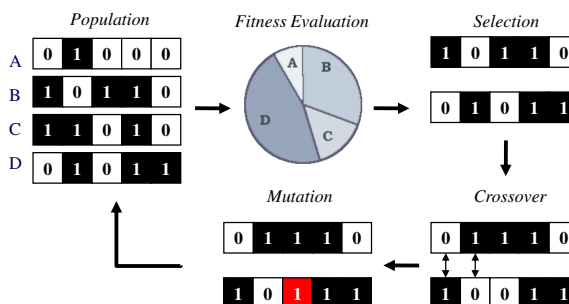 Population
A 0 1 0 0 0
B 1 0 1 1 0
C 1 1 0 1 0
D 0 1 0 1 1
Fitness Evaluation
A
B
D
C
Selection
1 0 1 1 0
0 1 0 1 1
Mutation
0 1 1 1 0
1 0 1 1 1
Crossover
0 1 1 1 0
1 0 0 1 1